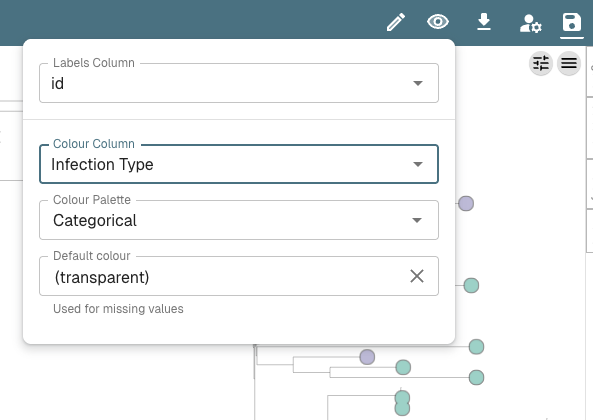 Labels Column
id
Colour Column
Infection Type
Colour Palette
Categorical
Default colour
(transparent)
Used for missing values